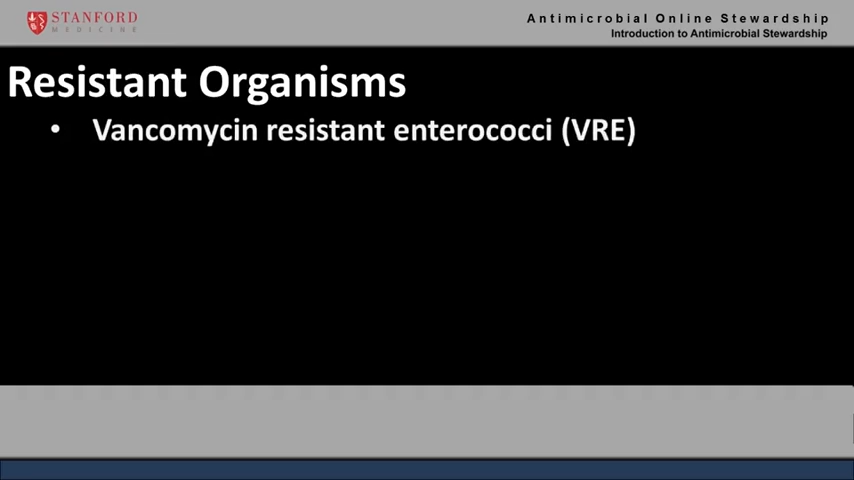 STANFORD
MEDICINE
Antimicrobial Online Stewardship
Introduction to Antimicrobial Stewardship
Resistant Organisms
• Vancomycin resistant enterococci (VRE)